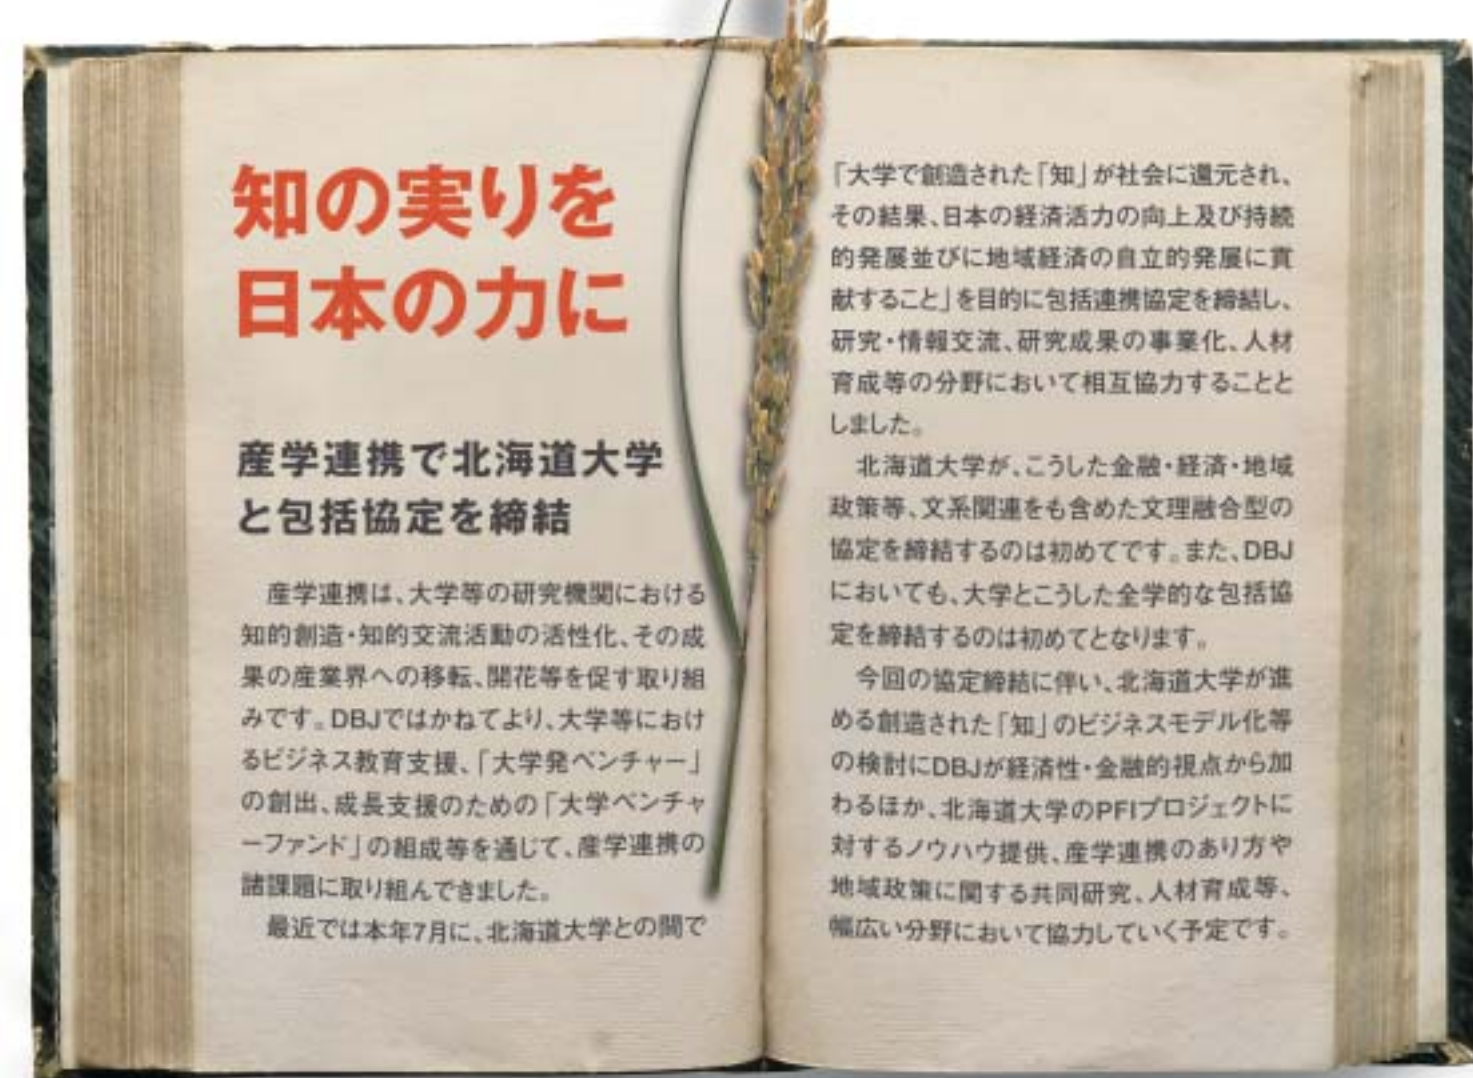 知の実りを
日本の力に
産学連携で北海道大学
と包括協定を締結
産学連携は、大学等の研究機関における
知的創造・知的交流活動の活性化、その成
果の産業界への移転、開花等を促す取り組
みです。DBJではかねてより、大学等におけ
るビジネス教育支援、「大学発ベンチャー」
の創出、成長支援のための「大学ベンチャ
ーファンド」の組成等を通じて、産学連携の
諸課題に取り組んできました。
最近では本年7月に、北海道大学との間で
「大学で創造された「知」が社会に還元され、
その結果、日本の経済活力の向上及び持続
的発展並びに地域経済の自立的発展に貢
献すること」を目的に包括連携協定を締結し、
研究・情報交流、研究成果の事業化、人材
育成等の分野において相互協力することと
しました。
北海道大学が、こうした金融・経済・地域
政策等、文系関連をも含めた文理融合型の
協定を締結するのは初めてです。また、DBJ
においても、大学とこうした全学的な包括協
定を締結するのは初めてとなります。
今回の協定締結に伴い、北海道大学が進
める創造された「知」のビジネスモデル化等
の検討にDBJが経済性・金融的視点から加
わるほか、北海道大学のPFIプロジェクトに
対するノウハウ提供、産学連携のあり方や
地域政策に関する共同研究、人材育成等、
幅広い分野において協力していく予定です。